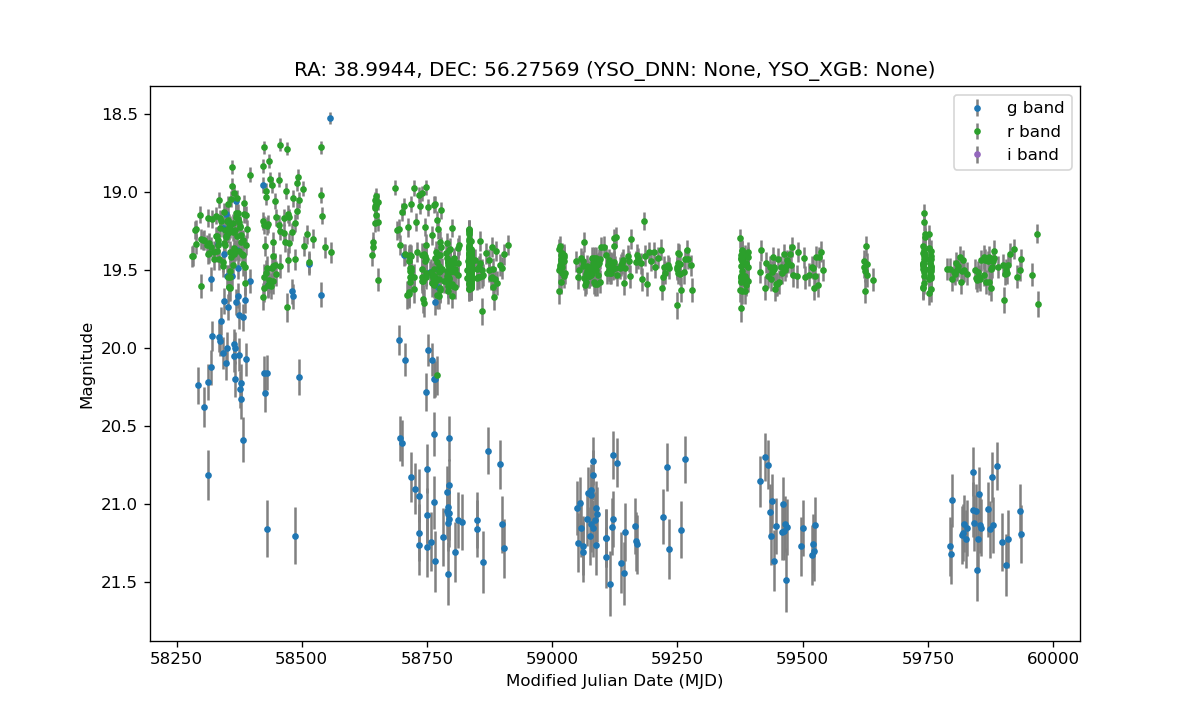 RA: 38.9944, DEC: 56.27569 (YSO_DNN: None, YSO_XGB: None)
g band
r band
i band
18.5
19.0
19.5
20.0
20.5
21.0
21.5
Magnitude
58250 58500 58750 59000 59250 59500 59750 60000
Modified Julian Date (MJD)